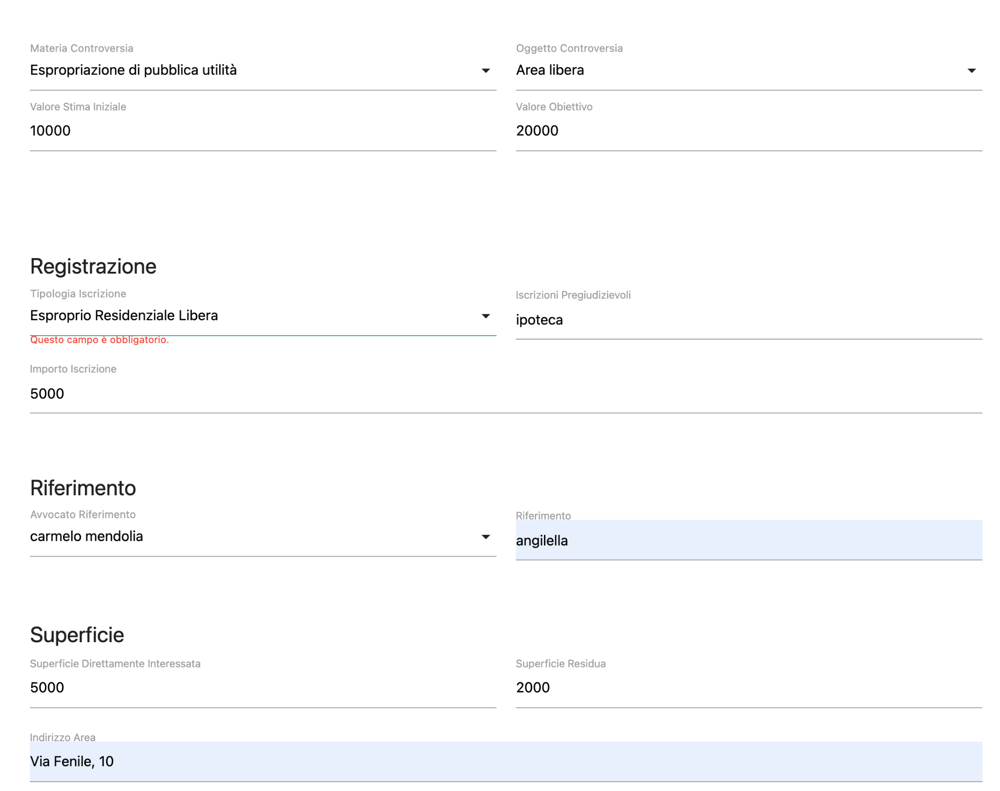 Materia Controversia
Oggetto Controversia
Espropriazione di pubblica utilità
Area libera
Valore Stima Iniziale
Valore Obiettivo
10000
20000
Registrazione
Tipologia Iscrizione
Iscrizioni Pregiudizievoli
Esproprio Residenziale Libera
ipoteca
Questo campo è obbligatorio.
Importo Iscrizione
5000
Riferimento
Avvocato Riferimento
Riferimento
carmelo mendolia
angilella
Superficie
Superficie Direttamente Interessata
Superficie Residua
5000
2000
Indirizzo Area
Via Fenile, 10